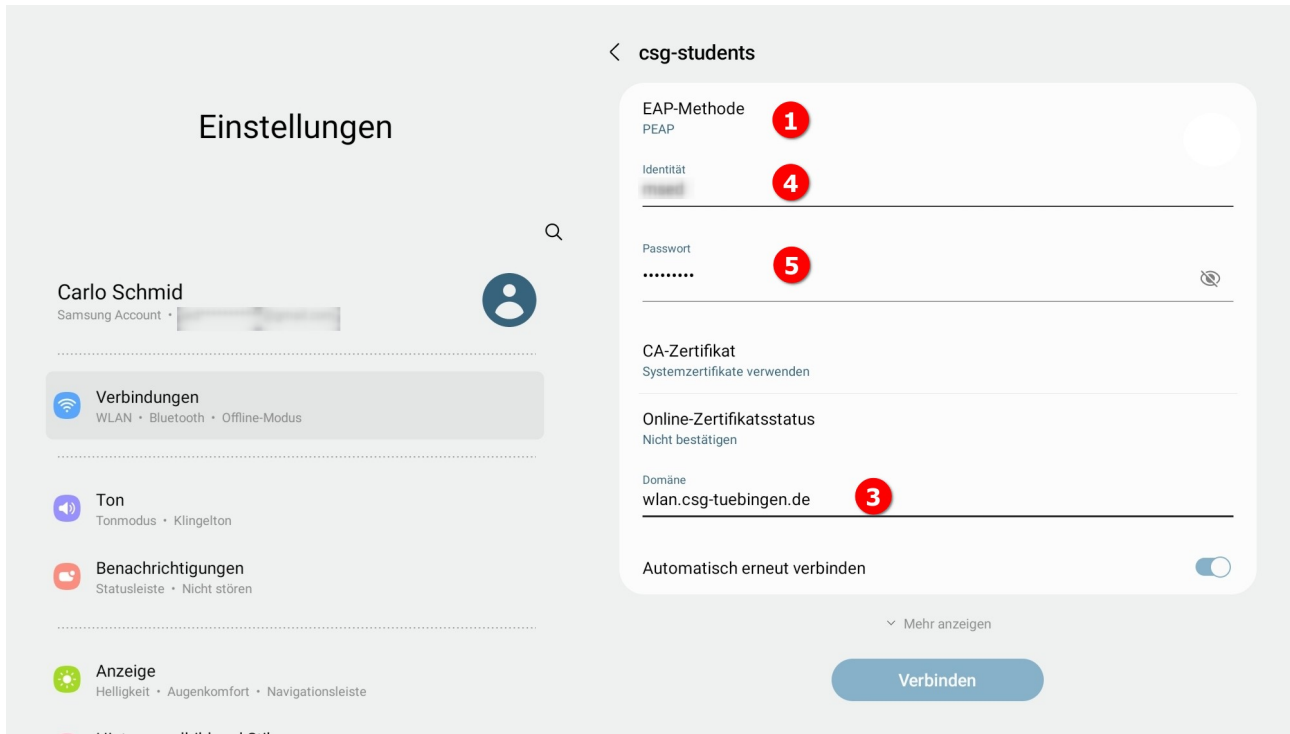 Einstellungen
Carlo Schmid
Samsung Account •
Verbindungen
WLAN • Bluetooth • Offline-Modus
Ton
Tonmodus • Klingelton
Benachrichtigungen
Statusleiste • Nicht stören
Anzeige
Helligkeit • Augenkomfort • Navigationsleiste
csg-students
EAP-Methode
PEAP
1
Identität
4
Passwort
•••••••••
5
CA-Zertifikat
Systemzertifikate verwenden
Online-Zertifikatsstatus
Nicht bestätigen
Domäne
wlan.csg-tuebingen.de
3
Automatisch erneut verbinden
Mehr anzeigen
Verbinden